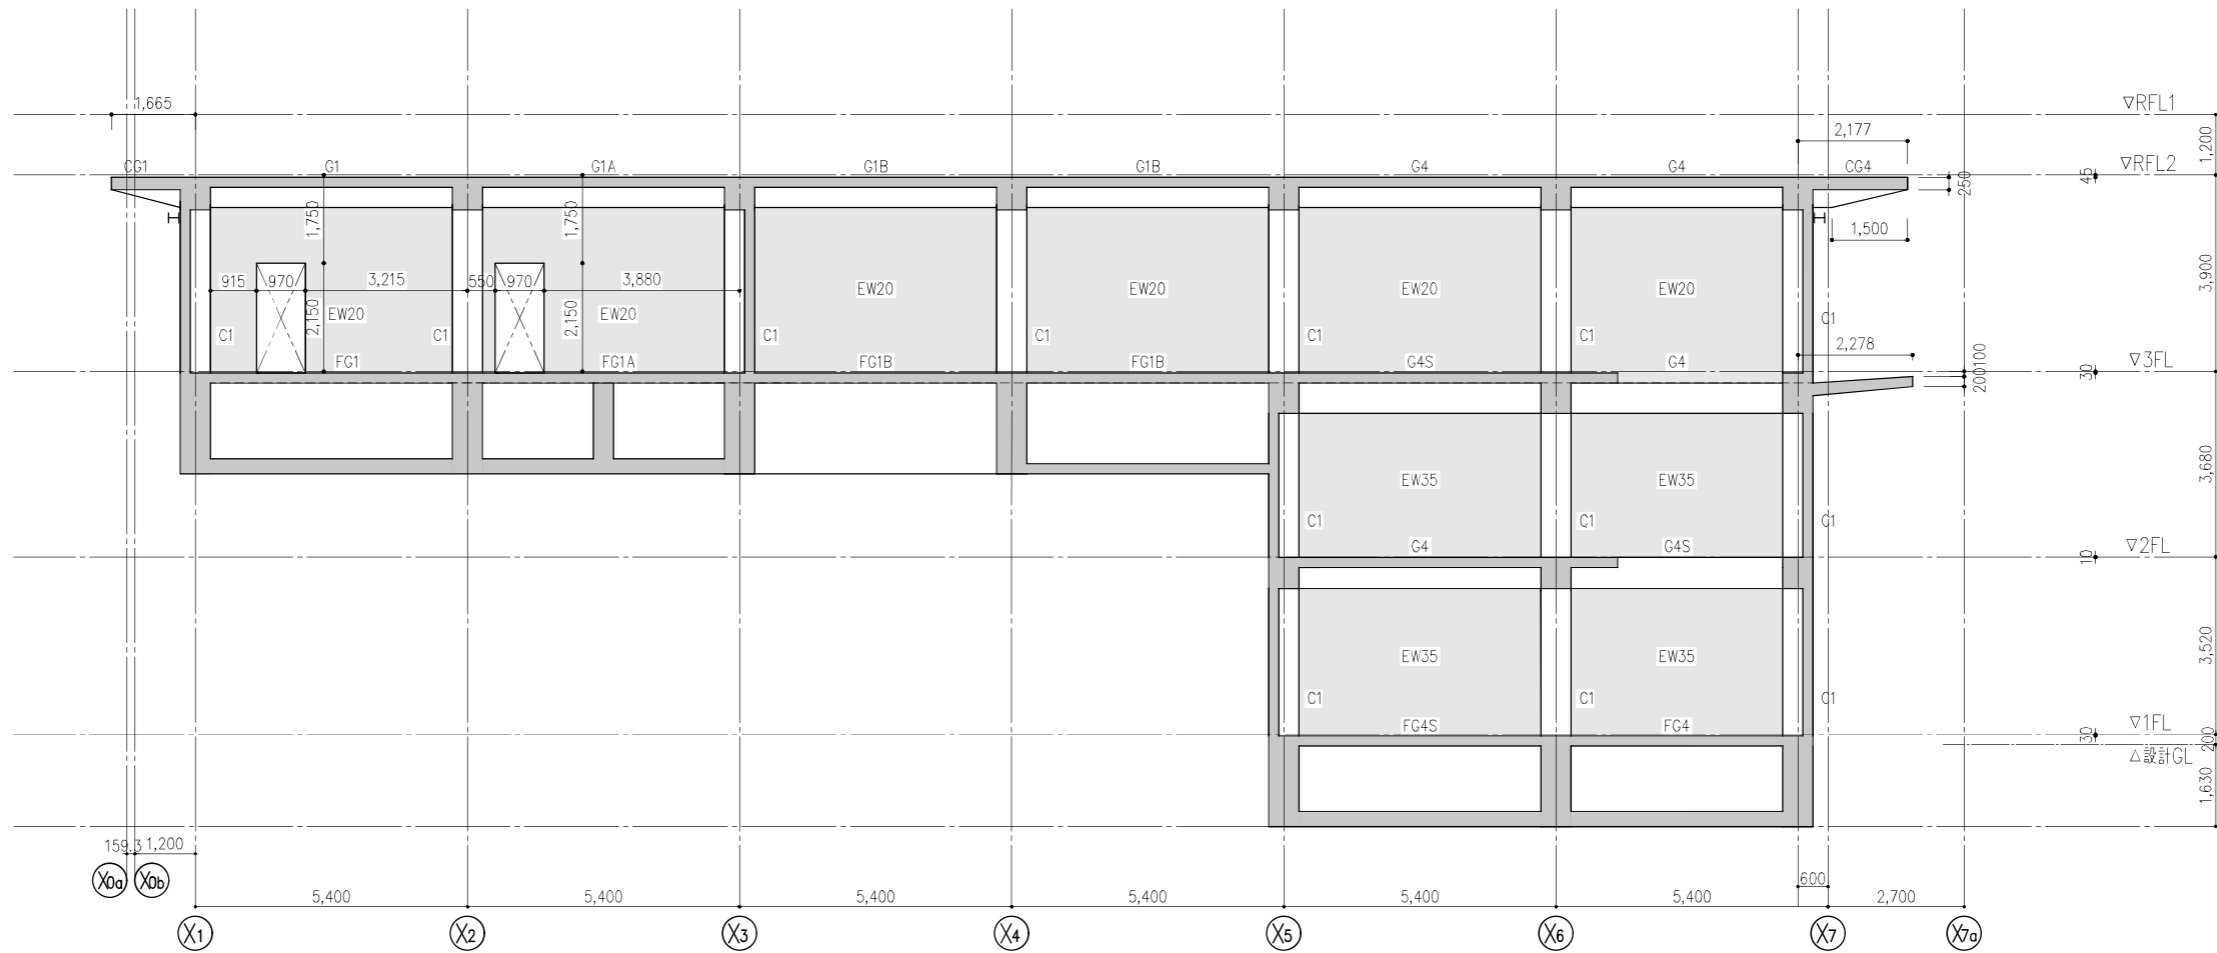 1,665
▽RFL1
2,177
1,200
CG1 G1 G1A G1B G1B G4 G4 CG4
▽RFL2
45
250
1,750 1,750
1,500
915 970 3,215 550 970 3,880
EW20 EW20 EW20 EW20
3,900
2,150 EW20 2,150 EW20
C1
C1 C1 C1 C1 C1 C1
2,278
FG1 FG1A FG1B FG1B G4S G4
▽3FL
30
200 100
EW35 EW35
3,680
C1 C1 C1
G4 G4S
▽2FL
10
EW35 EW35
3,520
C1 C1 C1
FG4S FG4
▽1FL
30
200
△設計GL
1,630
159.3 1,200
X0a X0b
600
5,400 5,400 5,400 5,400 5,400 5,400 2,700
X1 X2 X3 X4 X5 X6 X7 X7a